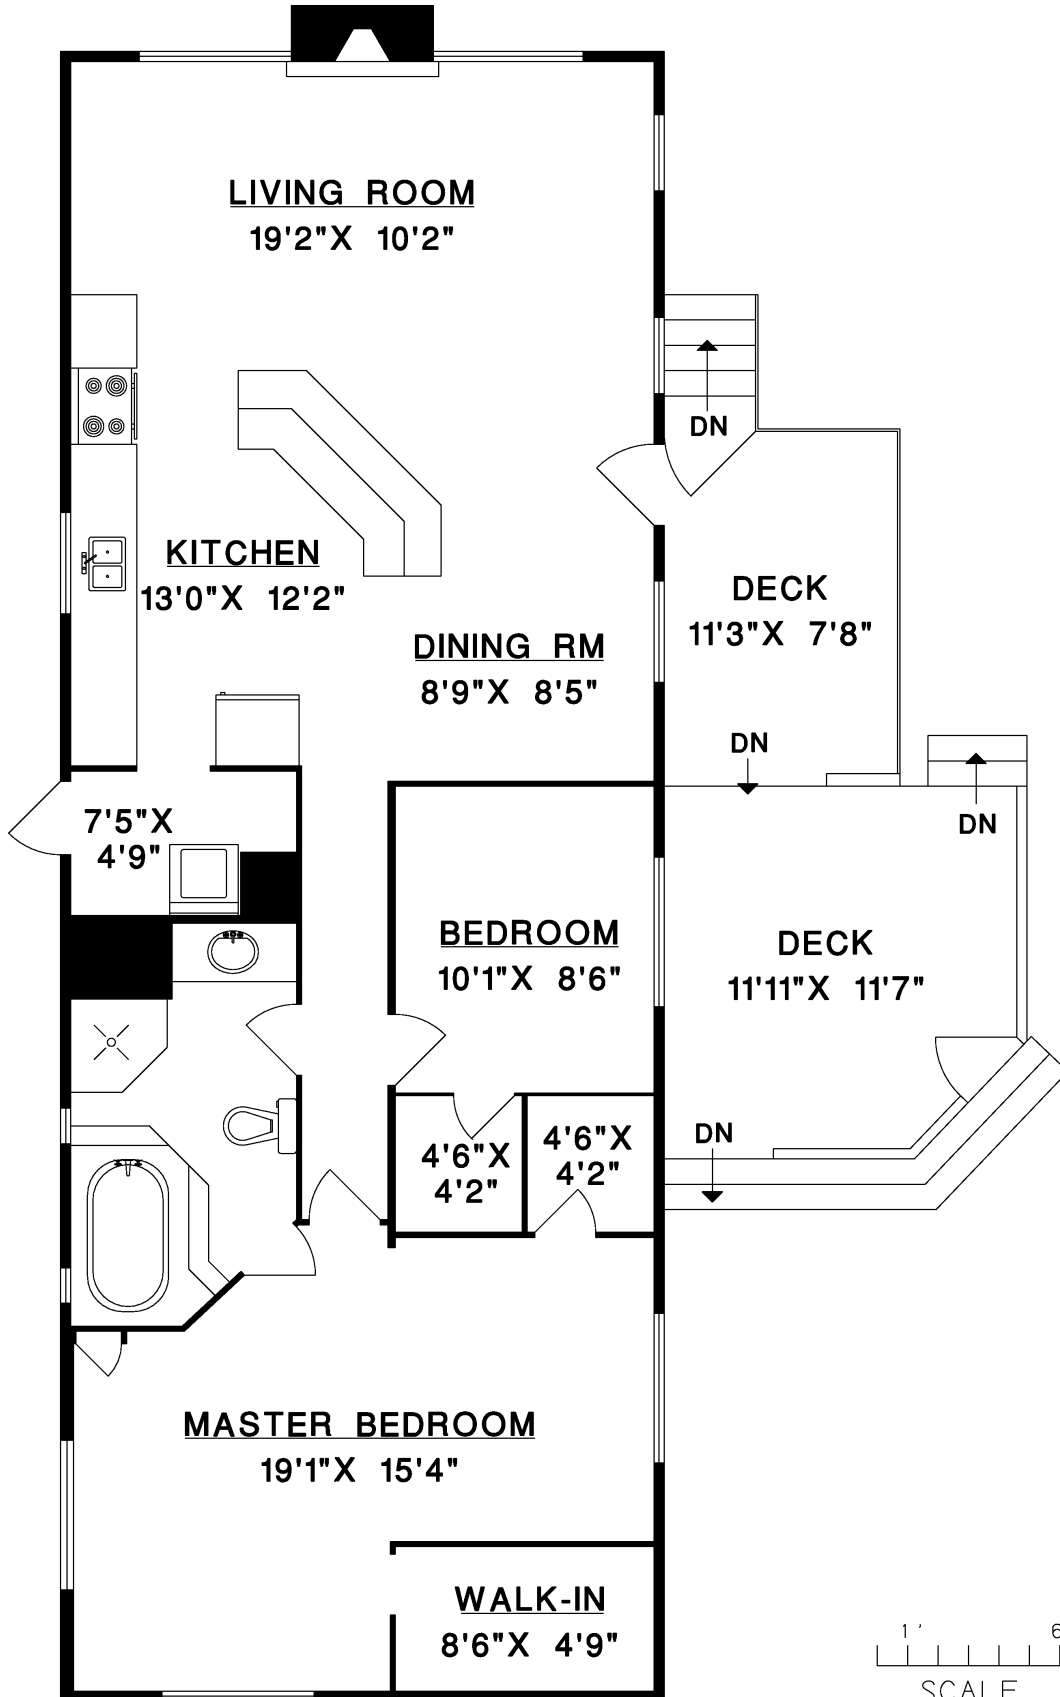 LIVING ROOM
19'2"X 10'2"
DN
KITCHEN
13'0"X 12'2"
DECK
11'3"X 7'8"
DINING RM
8'9"X 8'5"
DN
7'5"X
4'9"
DN
BEDROOM
10'1"X 8'6"
DECK
11'11"X 11'7"
4'6"X
4'2"
4'6"X
4'2"
DN
MASTER BEDROOM
19'1"X 15'4"
WALK-IN
8'6"X 4'9"
1' 6
SCALE